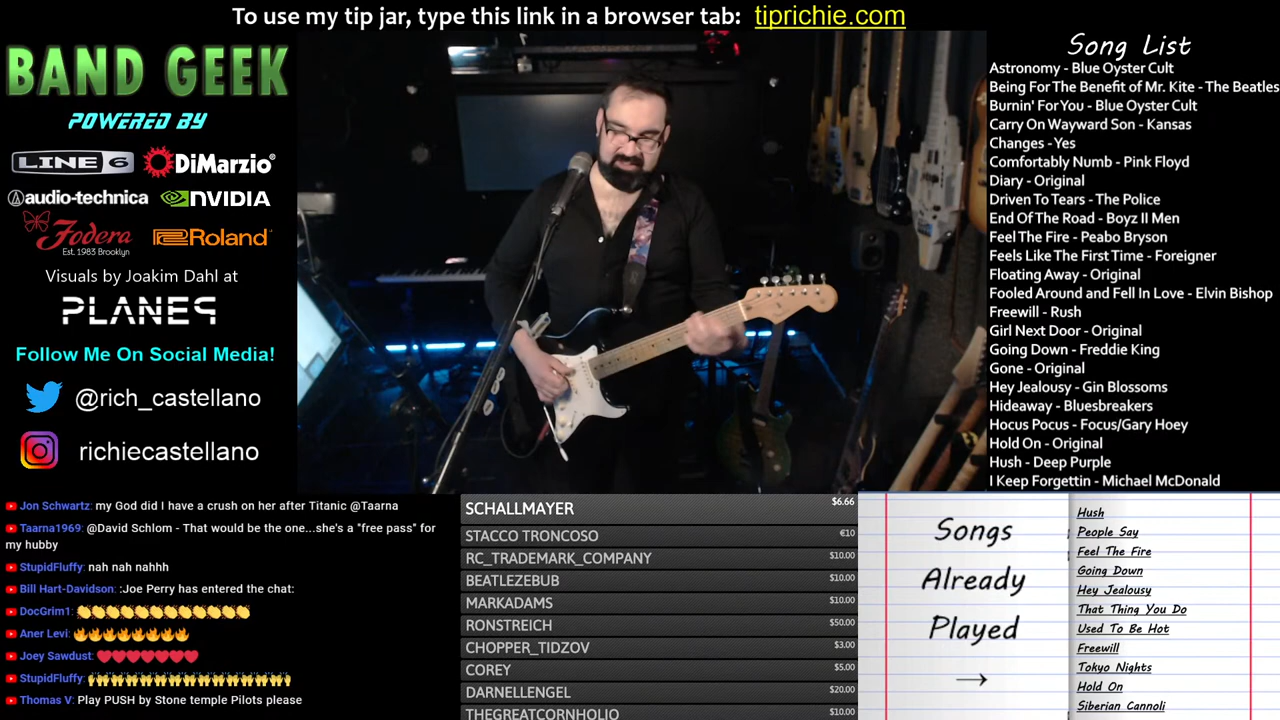 To use my tip jar, type this link in a browser tab: tiprichie.com
BAND GEEK
POWERED BY
LINE 6
DiMarzio
audio-technica
NVIDIA
Fodera
Est. 1983 Brooklyn
Roland
Visuals by Joakim Dahl at
PLANE9
Follow Me On Social Media!
@rich_castellano
richiecastellano
Song List
Astronomy - Blue Oyster Cult
Being For The Benefit of Mr. Kite - The Beatles
Burnin' For You - Blue Oyster Cult
Carry On Wayward Son - Kansas
Changes - Yes
Comfortably Numb - Pink Floyd
Diary - Original
Driven To Tears - The Police
End Of The Road - Boyz II Men
Feel The Fire - Peabo Bryson
Feels Like The First Time - Foreigner
Floating Away - Original
Fooled Around and Fell In Love - Elvin Bishop
Freewill - Rush
Girl Next Door - Original
Going Down - Freddie King
Gone - Original
Hey Jealousy - Gin Blossoms
Hideaway - Bluesbreakers
Hocus Pocus - Focus/Gary Hoey
Hold On - Original
Hush - Deep Purple
I Keep Forgettin - Michael McDonald
Jon Schwartz: my God did I have a crush on her after Titanic @Taarna
Taarna1969: @David Schlom - That would be the one...she's a "free pass" for
my hubby
StupidFluffy: nah nah nahhh
Bill Hart-Davidson: :Joe Perry has entered the chat:
DocGrim1: 👏👏👏👏👏👏👏👏👏👏👏👏
Aner Levi: 🔥🔥🔥🔥🔥🔥🔥🔥
Joey Sawdust: ❤❤❤❤❤❤❤
StupidFluffy: 🙌🙌🙌🙌🙌🙌🙌🙌🙌🙌🙌🙌🙌🙌
Thomas V: Play PUSH by Stone temple Pilots please
SCHALLMAYER $6.66
STACCO TRONCOSO €10
RC_TRADEMARK_COMPANY $10.00
BEATLEZEBUB $10.00
MARKADAMS $10.00
RONSTREICH $50.00
CHOPPER_TIDZOV $3.00
COREY $5.00
DARNELLENGEL $20.00
THEGREATCORNHOLIO $10.00
Songs
Already
Played
→
Hush
People Say
Feel The Fire
Going Down
Hey Jealousy
That Thing You Do
Used To Be Hot
Freewill
Tokyo Nights
Hold On
Siberian Cannoli